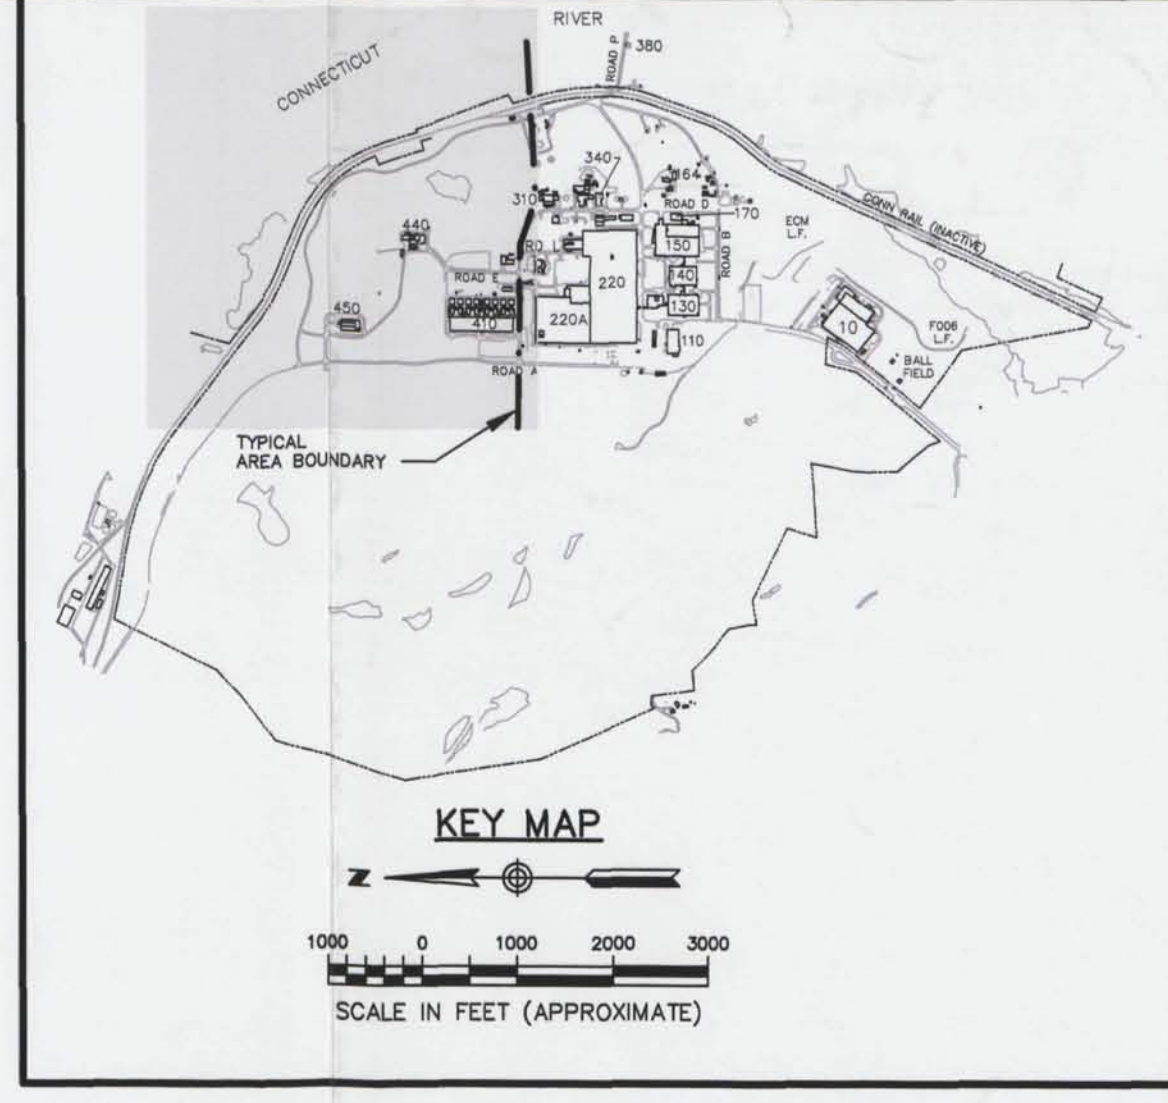 RIVER
CONNECTICUT
ROAD P
380
340
164
310
ROAD D
170
CONN RAIL (INACTIVE)
ECM
L.F.
440
RD. L
150
ROAD B
ROAD E
220
140
450
410
220A
130
10
F006
L.F.
110
BALL
FIELD
ROAD A
TYPICAL
AREA BOUNDARY
KEY MAP
Z
1000 0 1000 2000 3000
SCALE IN FEET (APPROXIMATE)